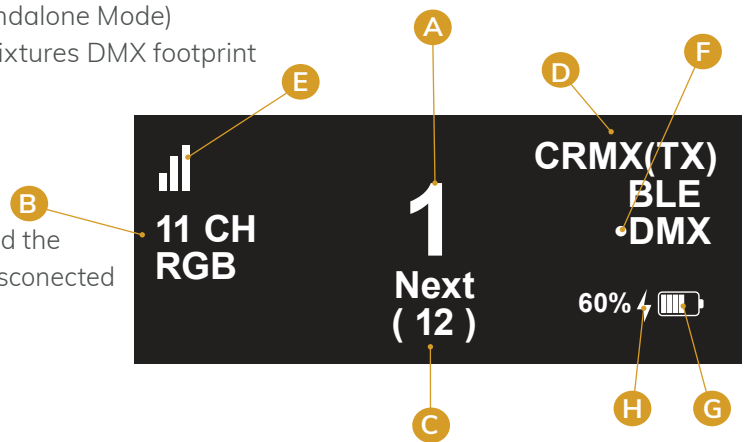 ndalone Mode)
ixtures DMX footprint
A
F
E
D
B
d the
sconected
11 CH
RGB
1
Next
( 12 )
CRMX(TX)
BLE
•DMX
60%
H
G
C